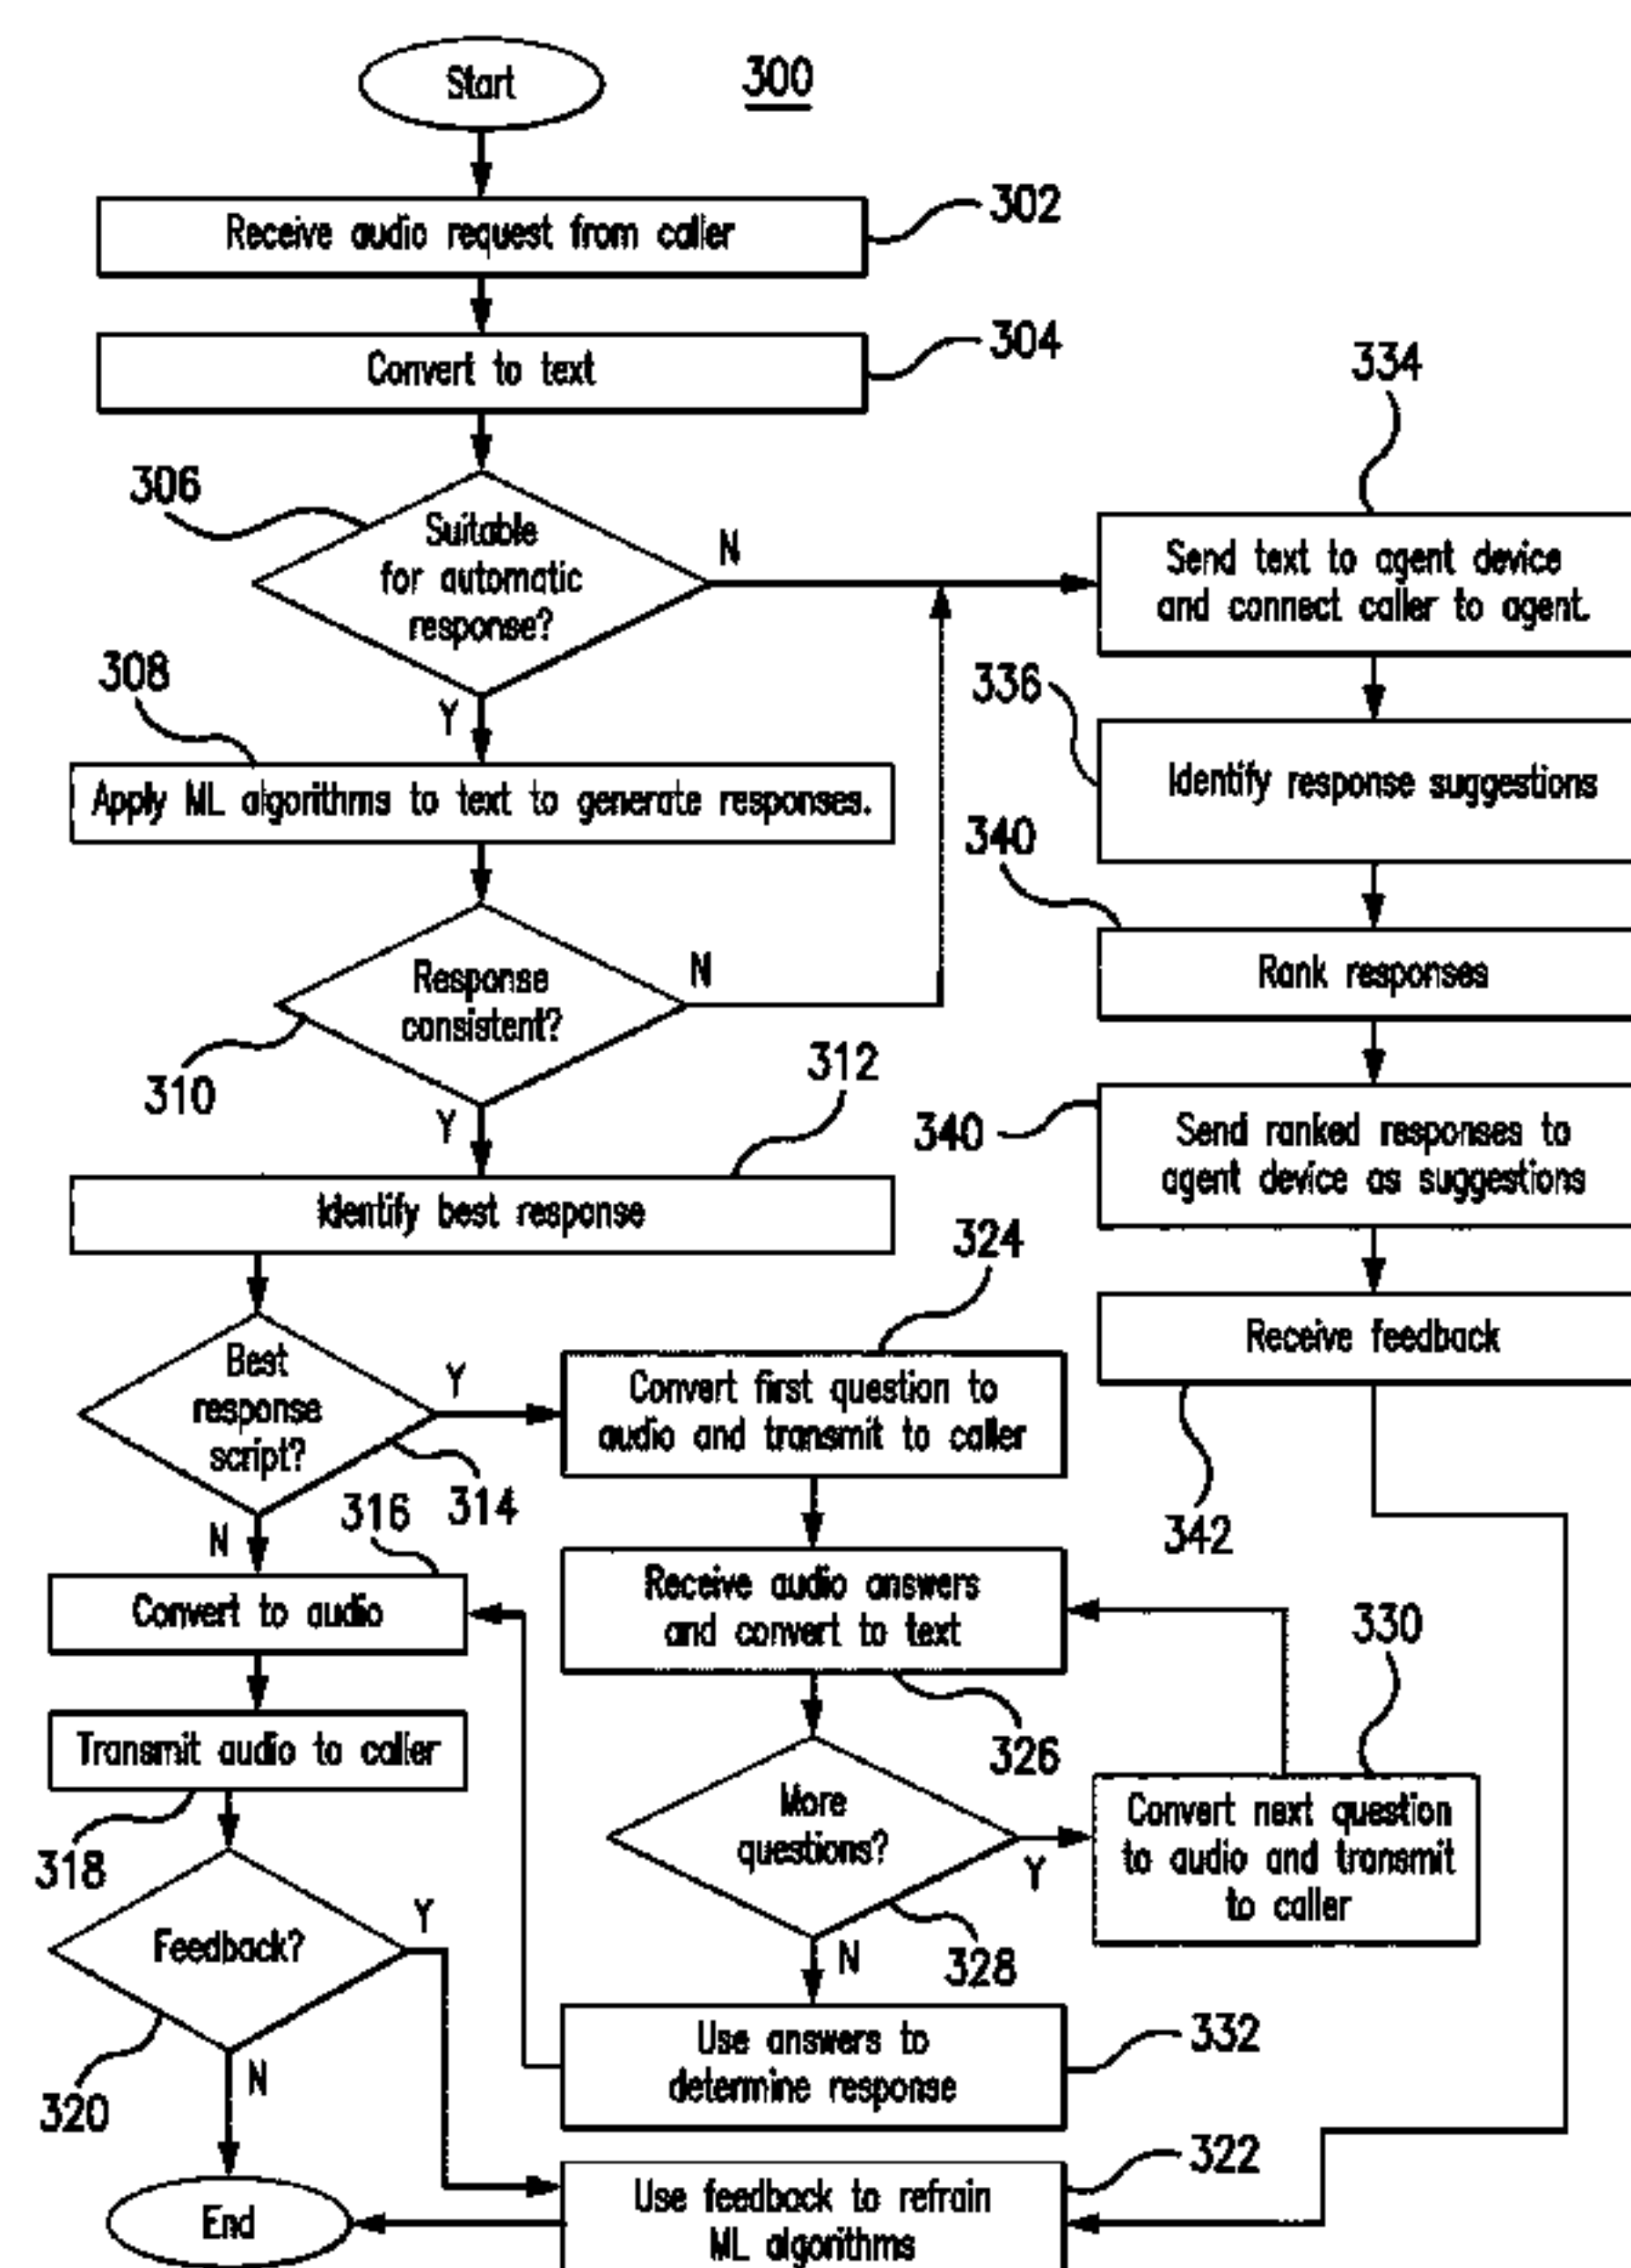 Start
300
Receive audio request from caller
302
Convert to text
304
306
Suitable
for automatic
response?
N
Y
334
Send text to agent device
and connect caller to agent.
308
Apply ML algorithms to text to generate responses.
336
Identify response suggestions
340
Rank responses
Response
consistent?
N
310
Y
312
Identify best response
340
Send ranked responses to
agent device as suggestions
324
Best
response
script?
Y
314
N
Convert first question to
audio and transmit to caller
Receive feedback
342
316
Convert to audio
Receive audio answers
and convert to text
326
330
Transmit audio to caller
318
More
questions?
Y
328
N
Convert next question
to audio and transmit
to caller
Feedback?
Y
320
N
Use answers to
determine response
332
322
End
Use feedback to refrain
ML algorithms